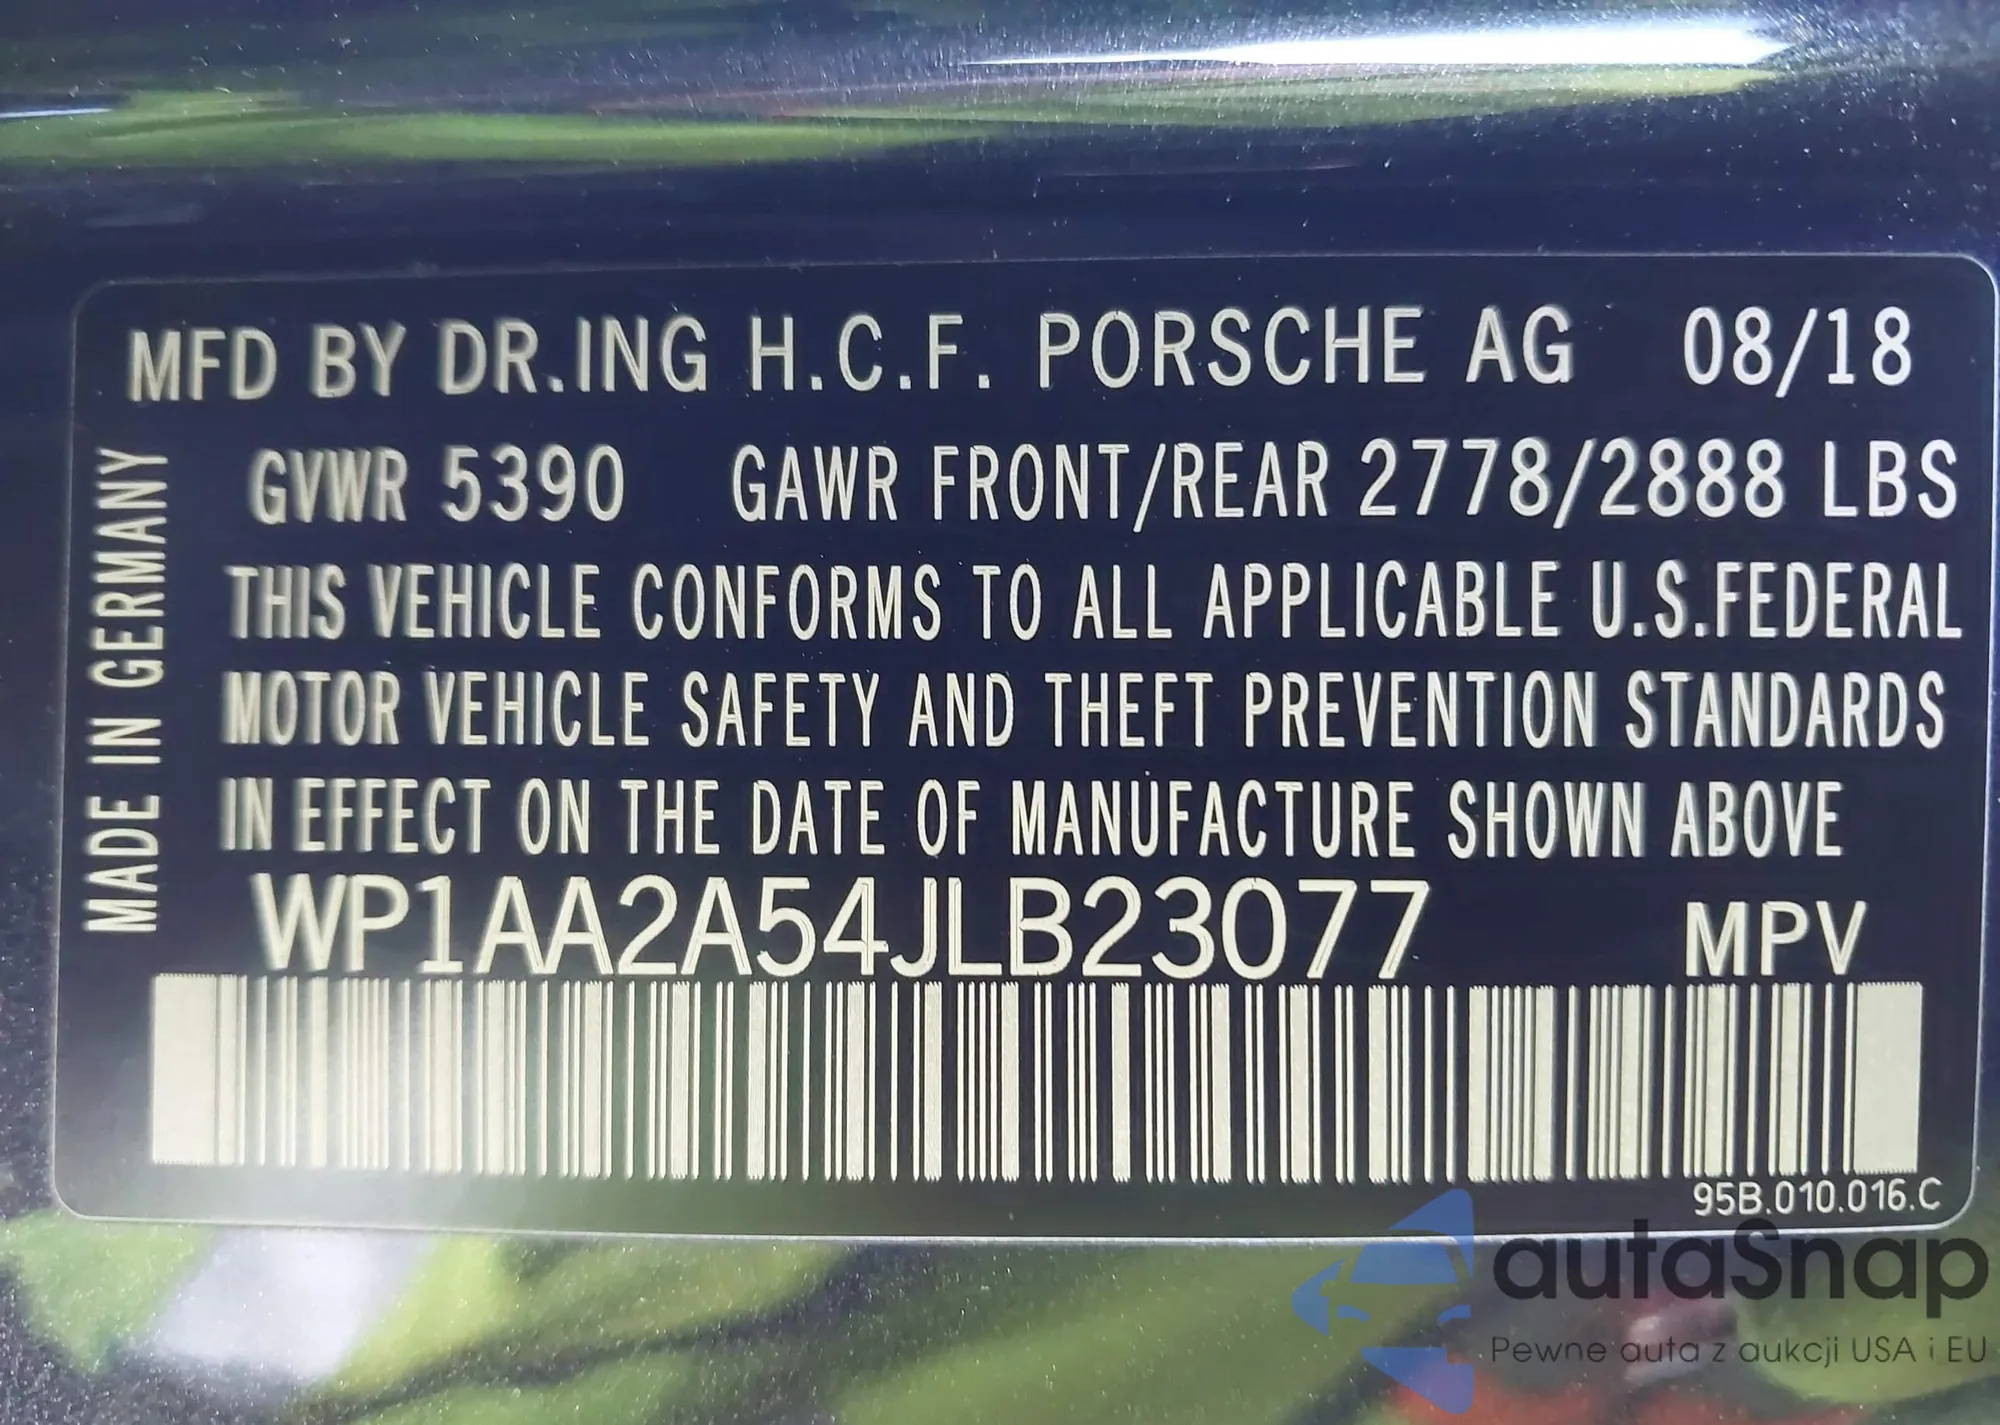 MFD BY DR.ING H.C.F. PORSCHE AG 08/18
GVWR 5390 GAWR FRONT/REAR 2778/2888 LBS
THIS VEHICLE CONFORMS TO ALL APPLICABLE U.S.FEDERAL
MOTOR VEHICLE SAFETY AND THEFT PREVENTION STANDARDS
IN EFFECT ON THE DATE OF MANUFACTURE SHOWN ABOVE
WP1AA2A54JLB23077 MPV
95B.010.016.C
MADE IN GERMANY
autaSnap
Pewne auta z aukcji USA i EU